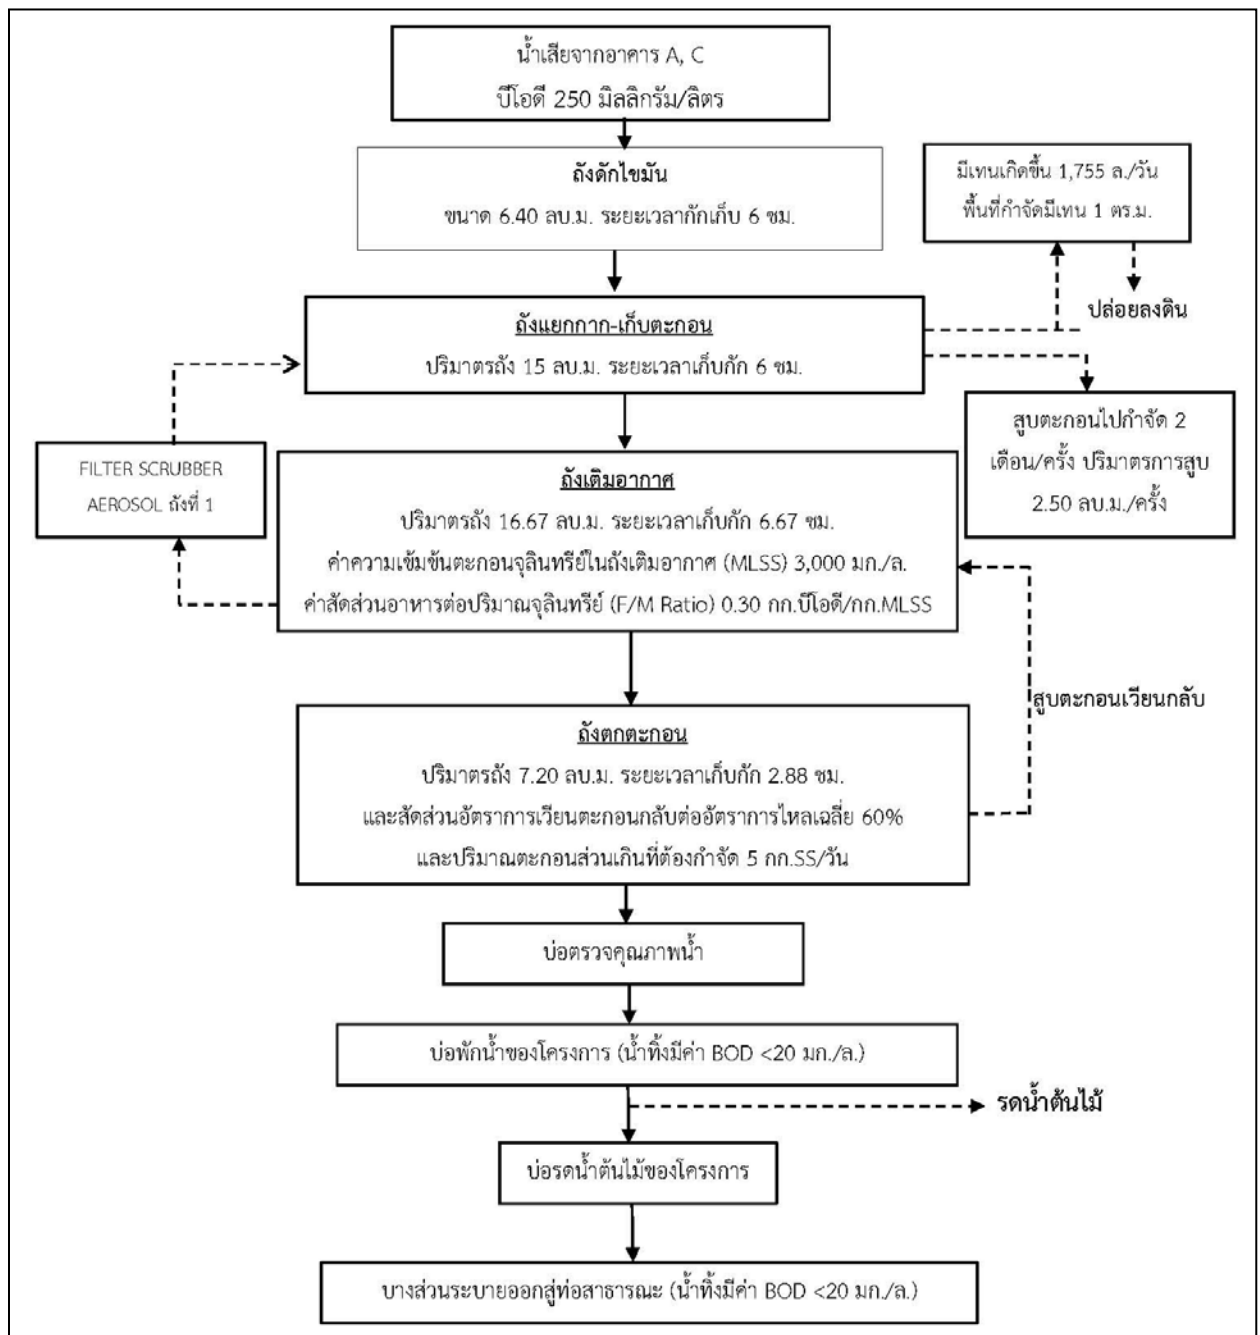 น้ำเสียจากอาคาร A, C
บีโอดี 250 มิลลิกรัม/ลิตร
ถังดักไขมัน
ขนาด 6.40 ลบ.ม. ระยะเวลากักเก็บ 6 ชม.
มีเทนเกิดขึ้น 1,755 ล./วัน
พื้นที่กำจัดมีเทน 1 ตร.ม.
ปล่อยลงดิน
ถังแยกกาก-เก็บตะกอน
ปริมาตรถัง 15 ลบ.ม. ระยะเวลาเก็บกัก 6 ชม.
สูบตะกอนไปกำจัด 2
เดือน/ครั้ง ปริมาตรการสูบ
2.50 ลบ.ม./ครั้ง
FILTER SCRUBBER
AEROSOL ถังที่ 1
ถังเติมอากาศ
ปริมาตรถัง 16.67 ลบ.ม. ระยะเวลาเก็บกัก 6.67 ชม.
ค่าความเข้มข้นตะกอนจุลินทรีย์ในถังเติมอากาศ (MLSS) 3,000 มก./ล.
ค่าสัดส่วนอาหารต่อปริมาณจุลินทรีย์ (F/M Ratio) 0.30 กก.บีโอดี/กก.MLSS
สูบตะกอนเวียนกลับ
ถังตกตะกอน
ปริมาตรถัง 7.20 ลบ.ม. ระยะเวลาเก็บกัก 2.88 ชม.
และสัดส่วนอัตราการเวียนตะกอนกลับต่ออัตราการไหลเฉลี่ย 60%
และปริมาณตะกอนส่วนเกินที่ต้องกำจัด 5 กก.SS/วัน
บ่อตรวจคุณภาพน้ำ
บ่อพักน้ำของโครงการ (น้ำทิ้งมีค่า BOD <20 มก./ล.)
รดน้ำต้นไม้
บ่อรดน้ำต้นไม้ของโครงการ
บางส่วนระบายออกสู่ท่อสาธารณะ (น้ำทิ้งมีค่า BOD <20 มก./ล.)